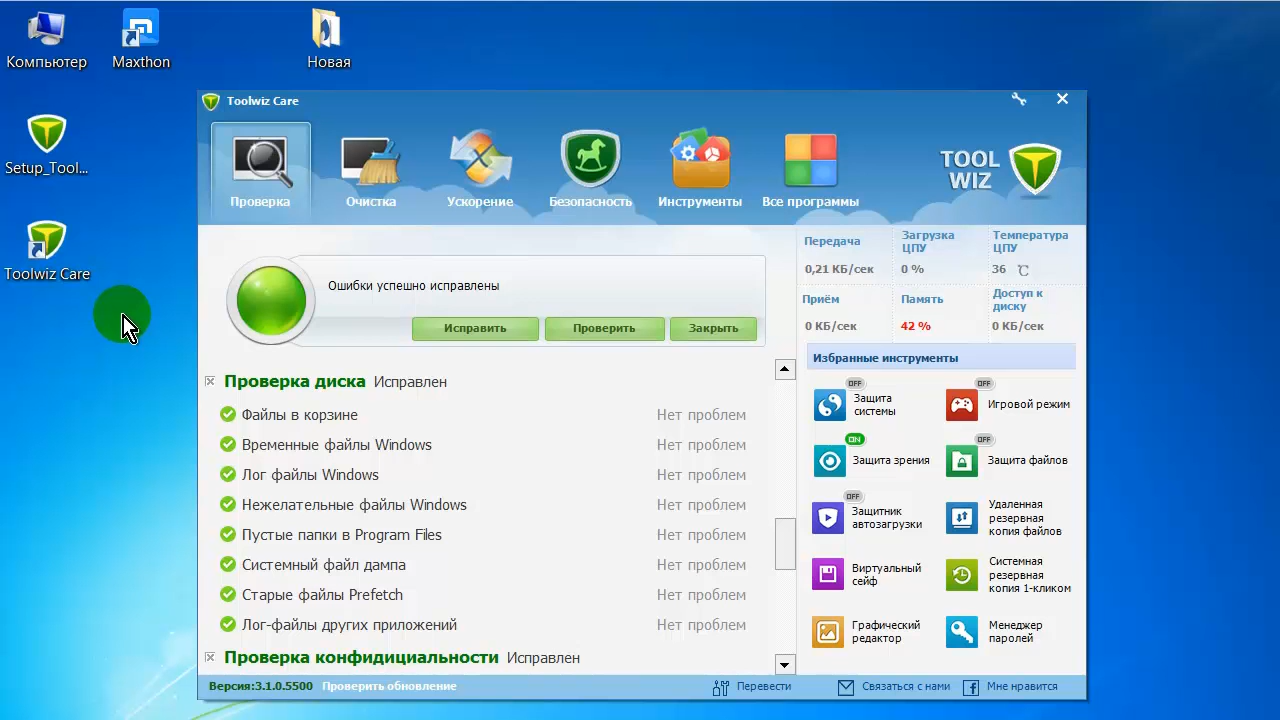 Компьютер
Maxthon
Новая
Setup_Tool...
Toolwiz Care
Toolwiz Care
Проверка
Очистка
Ускорение
Безопасность
Инструменты
Все программы
TOOL
WIZ
Ошибки успешно исправлены
Исправить
Проверить
Закрыть
Проверка диска Исправлен
Файлы в корзине Нет проблем
Временные файлы Windows Нет проблем
Лог файлы Windows Нет проблем
Нежелательные файлы Windows Нет проблем
Пустые папки в Program Files Нет проблем
Системный файл дампа Нет проблем
Старые файлы Prefetch Нет проблем
Лог-файлы других приложений Нет проблем
Проверка конфидициальности Исправлен
Передача
0,21 КБ/сек
Загрузка
ЦПУ
0 %
Температура
ЦПУ
36 ℃
Приём
0 КБ/сек
Память
42 %
Доступ к
диску
0 КБ/сек
Избранные инструменты
OFF
Защита
системы
OFF
Игровой режим
ON
Защита зрения
OFF
Защита файлов
OFF
Защитник
автозагрузки
Удаленная
резервная
копия файлов
Виртуальный
сейф
Системная
резервная
копия 1-кликом
Графический
редактор
Менеджер
паролей
Версия:3.1.0.5500 Проверить обновление
Перевести
Связаться с нами
Мне нравится